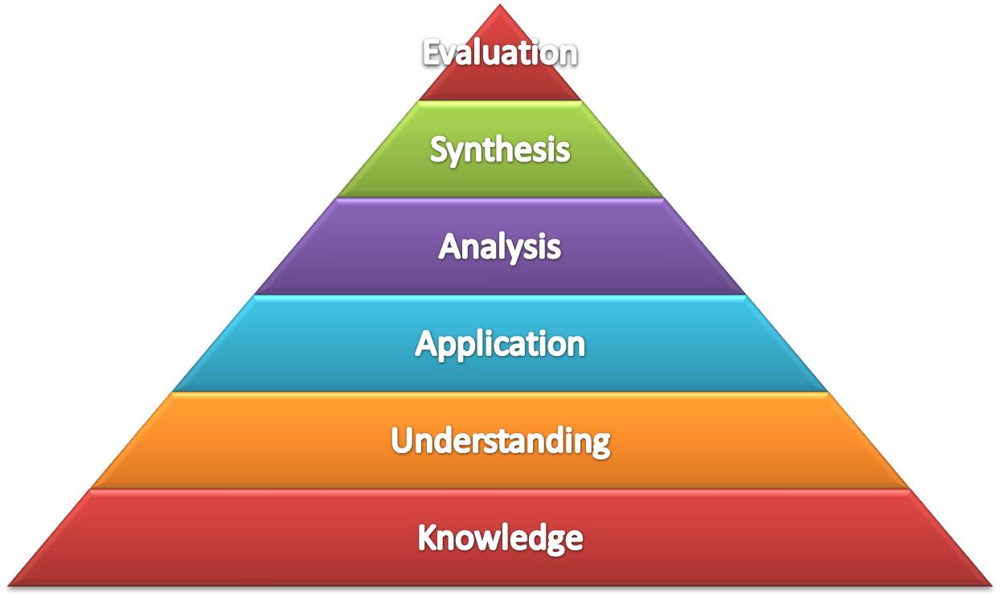 Evaluation
Synthesis
Analysis
Application
Understanding
Knowledge